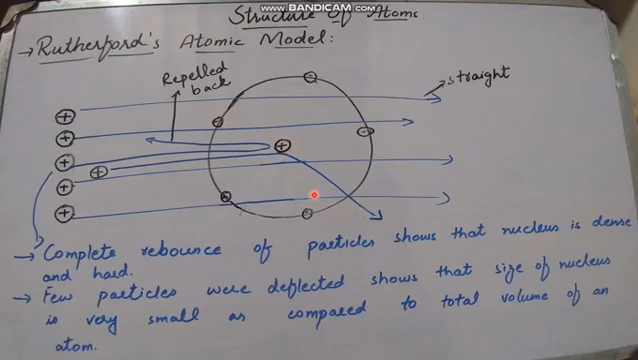 WWW.BANDICAM.COM
Structure of Atoms
→ Rutherford's Atomic Model:
Repelled
back
straight
→ Complete rebounce of particles shows that nucleus is dense
and hard.
→ Few particles were deflected shows that size of nucleus
is very small as compared to total volume of an
atom.